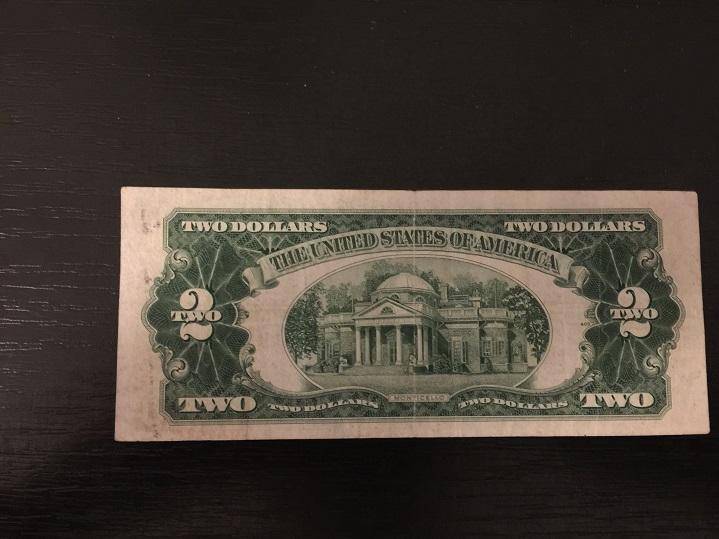 TWO DOLLARS TWO DOLLARS
THE UNITED STATES OF AMERICA
2 2
TWO TWO
MONTICELLO
TWO TWO DOLLARS TWO DOLLARS TWO